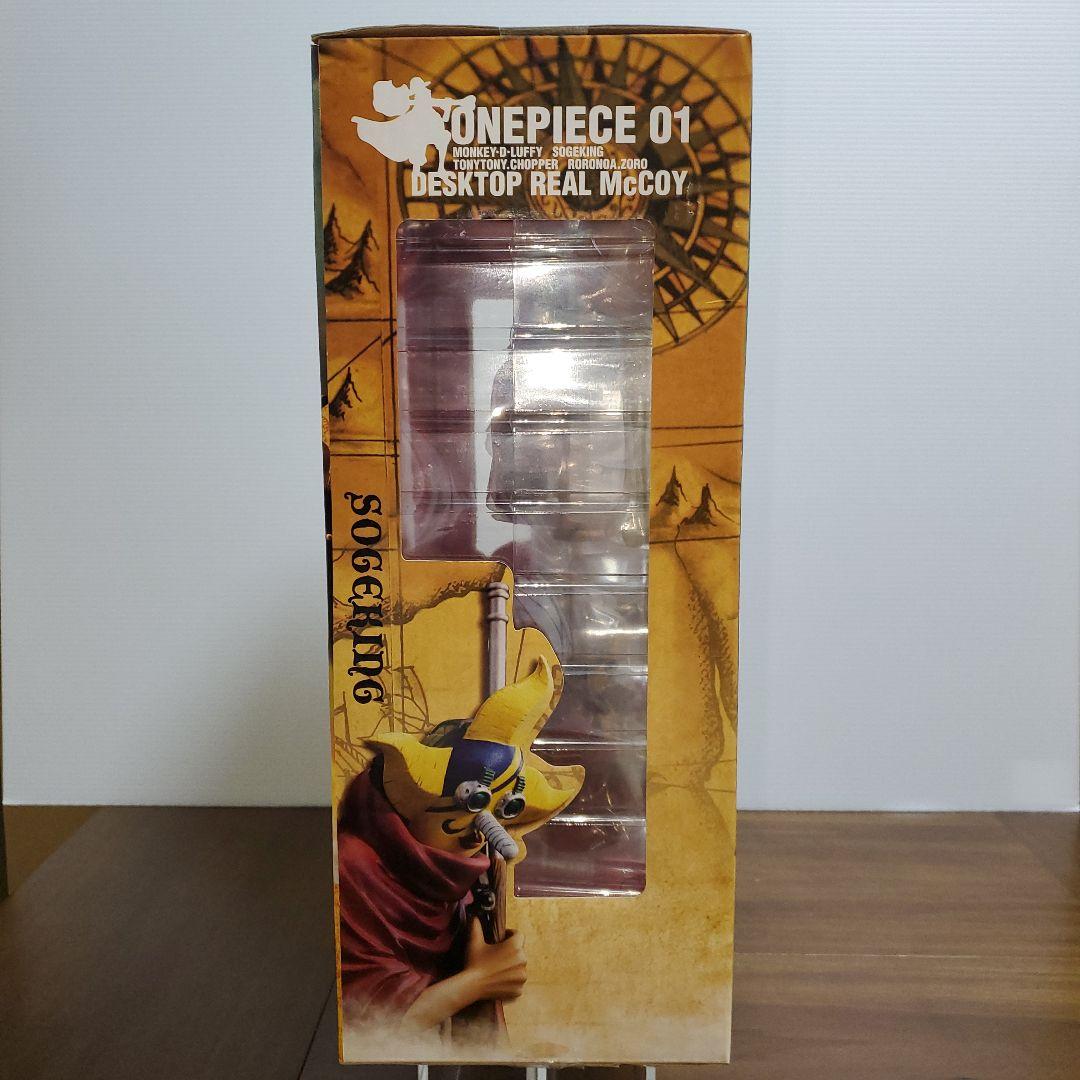 ONEPIECE 01
MONKEY·D·LUFFY SOGEKING
TONYTONY.CHOPPER RORONOA.ZORO
DESKTOP REAL McCOY
SOGEKING